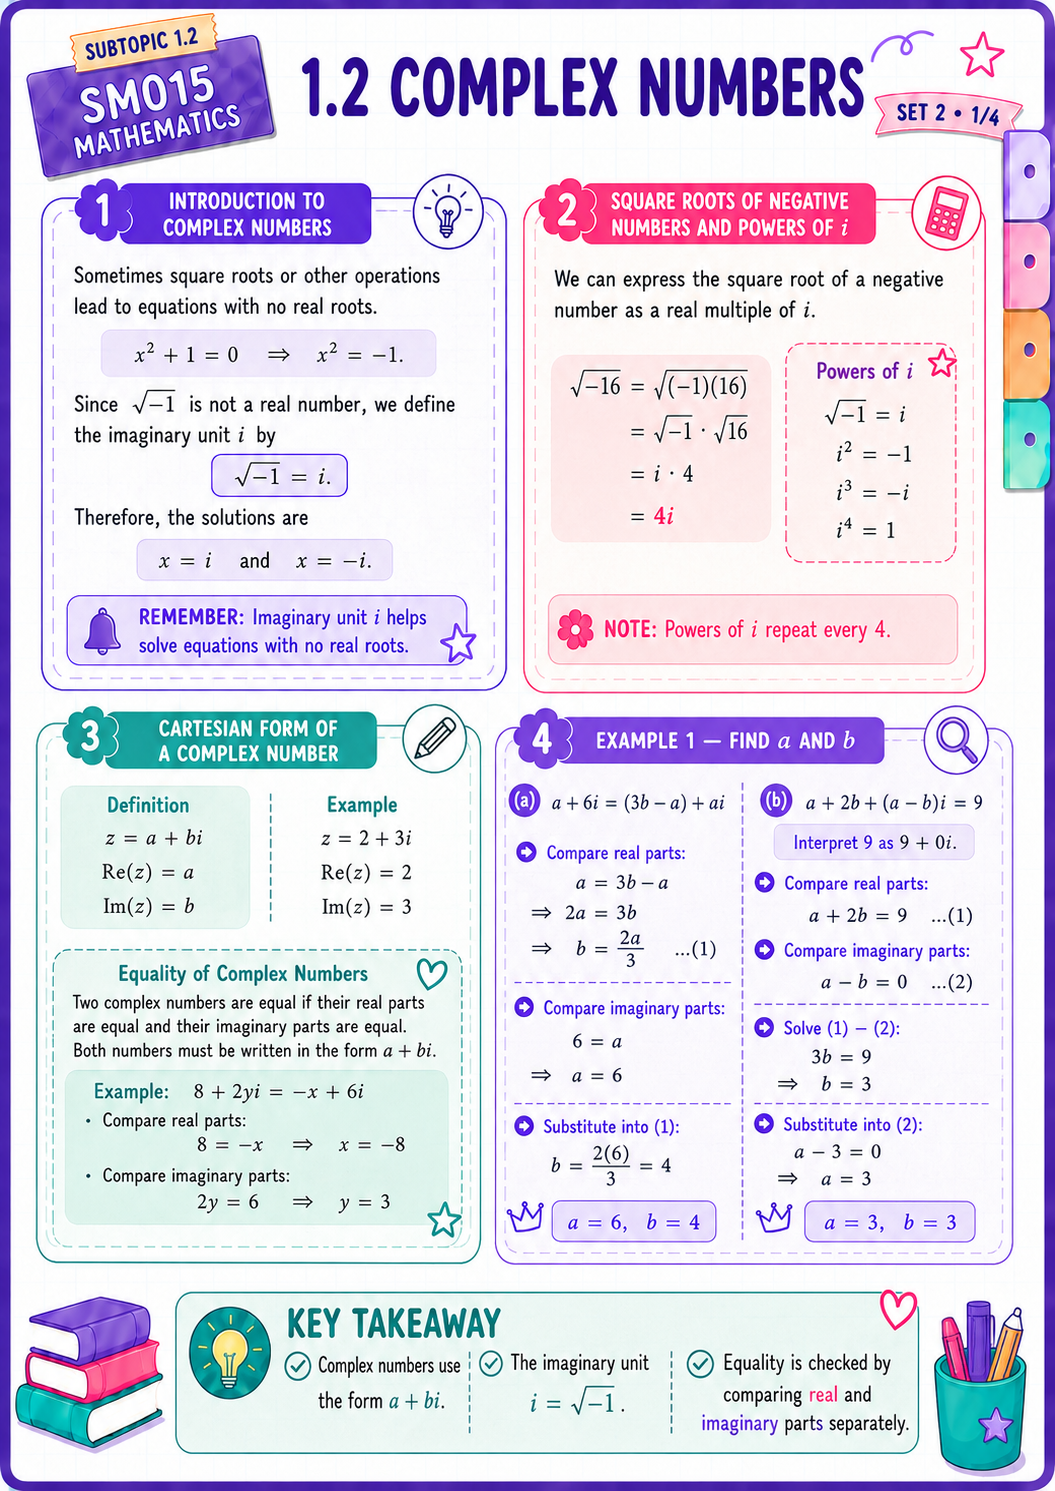 SUBTOPIC 1.2
SM015
MATHEMATICS
1.2 COMPLEX NUMBERS
SET 2 • 1/4
1
INTRODUCTION TO
COMPLEX NUMBERS
Sometimes square roots or other operations
lead to equations with no real roots.
x² + 1 = 0 ⇒ x² = −1.
Since √−1 is not a real number, we define
the imaginary unit i by
√−1 = i.
Therefore, the solutions are
x = i and x = −i.
REMEMBER: Imaginary unit i helps
solve equations with no real roots.
2
SQUARE ROOTS OF NEGATIVE
NUMBERS AND POWERS OF i
We can express the square root of a negative
number as a real multiple of i.
√−16 = √(−1)(16)
= √−1 · √16
= i · 4
= 4i
Powers of i
√−1 = i
i² = −1
i³ = −i
i⁴ = 1
NOTE: Powers of i repeat every 4.
3
CARTESIAN FORM OF
A COMPLEX NUMBER
Definition
z = a + bi
Re(z) = a
Im(z) = b
Example
z = 2 + 3i
Re(z) = 2
Im(z) = 3
Equality of Complex Numbers
Two complex numbers are equal if their real parts
are equal and their imaginary parts are equal.
Both numbers must be written in the form a + bi.
Example: 8 + 2yi = −x + 6i
• Compare real parts:
8 = −x ⇒ x = −8
• Compare imaginary parts:
2y = 6 ⇒ y = 3
4
EXAMPLE 1 — FIND a AND b
(a) a + 6i = (3b − a) + ai
Compare real parts:
a = 3b − a
⇒ 2a = 3b
⇒ b = 2a/3 ...(1)
Compare imaginary parts:
6 = a
⇒ a = 6
Substitute into (1):
b = 2(6)/3 = 4
a = 6, b = 4
(b) a + 2b + (a − b)i = 9
Interpret 9 as 9 + 0i.
Compare real parts:
a + 2b = 9 ...(1)
Compare imaginary parts:
a − b = 0 ...(2)
Solve (1) − (2):
3b = 9
⇒ b = 3
Substitute into (2):
a − 3 = 0
⇒ a = 3
a = 3, b = 3
KEY TAKEAWAY
Complex numbers use
the form a + bi.
The imaginary unit
i = √−1 .
Equality is checked by
comparing real and
imaginary parts separately.